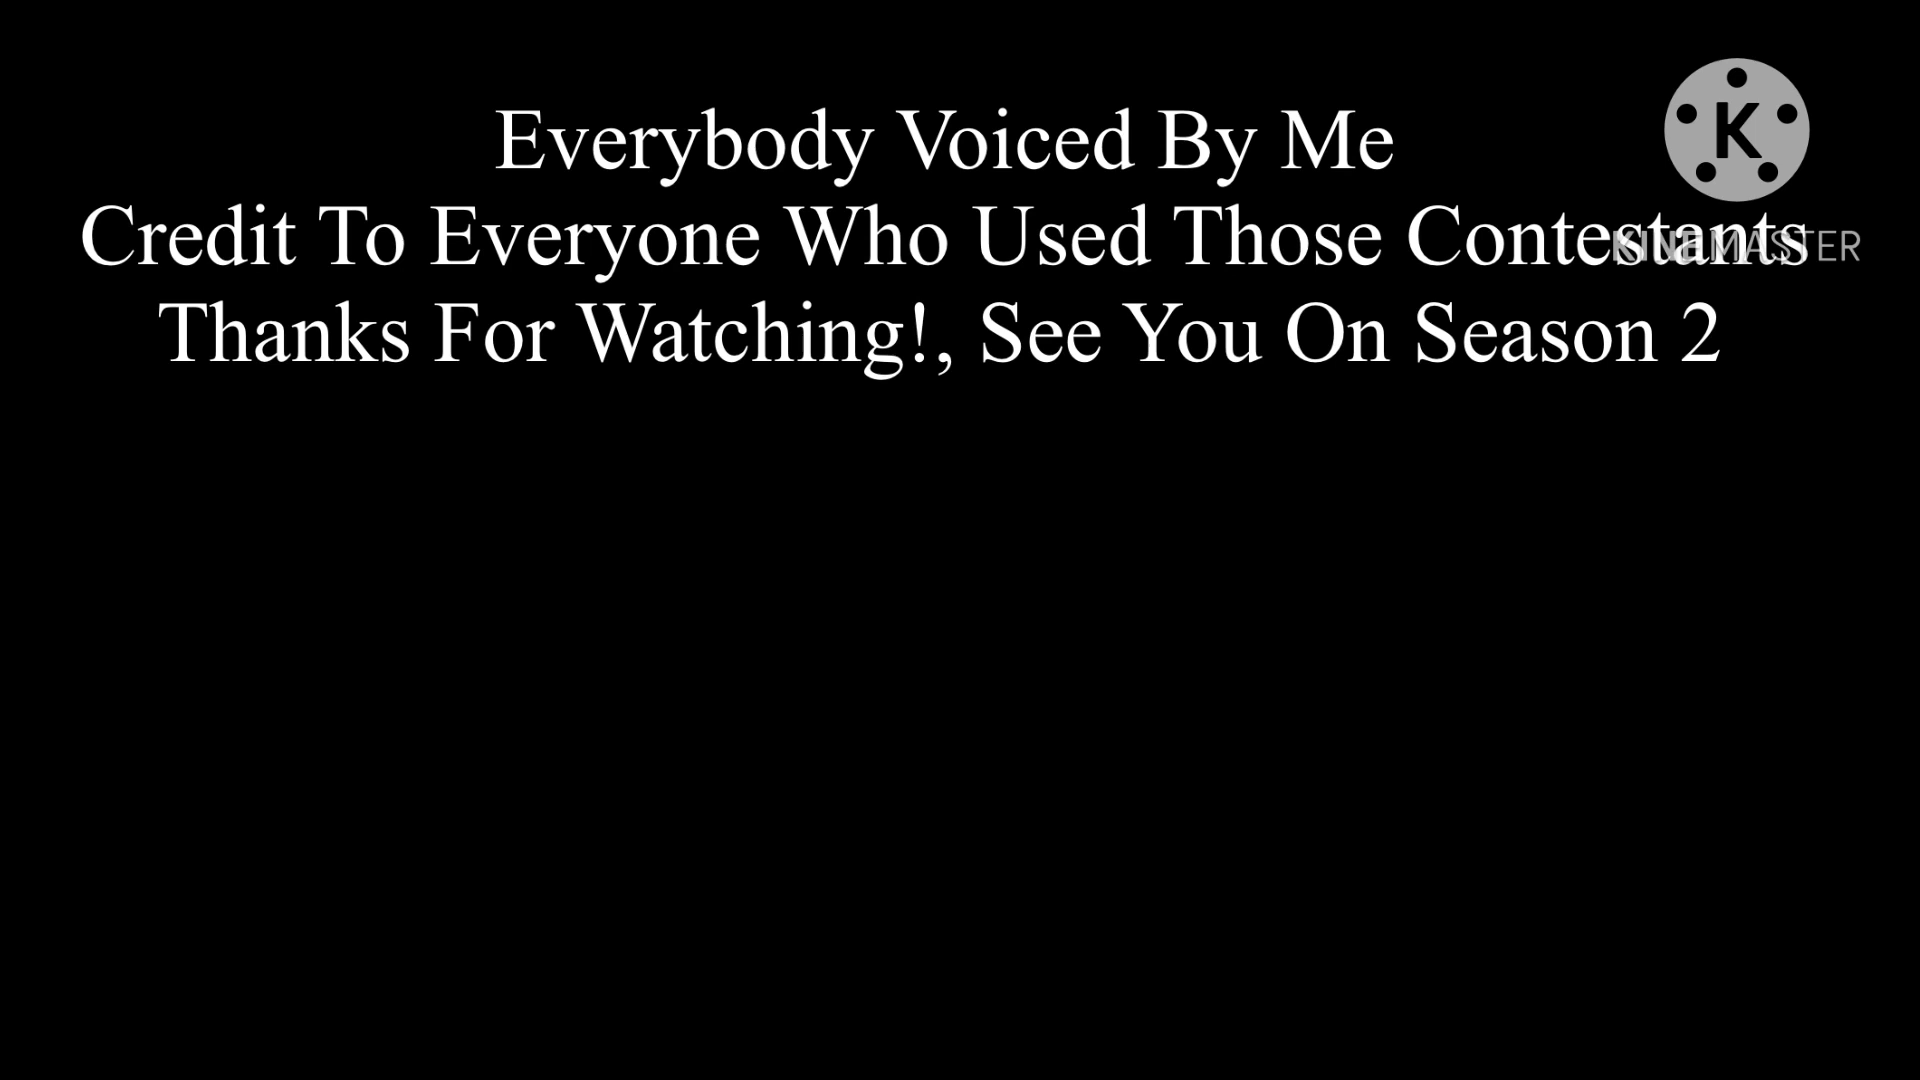 Everybody Voiced By Me
K
Credit To Everyone Who Used Those Contestants
KINEMASTER
Thanks For Watching!, See You On Season 2